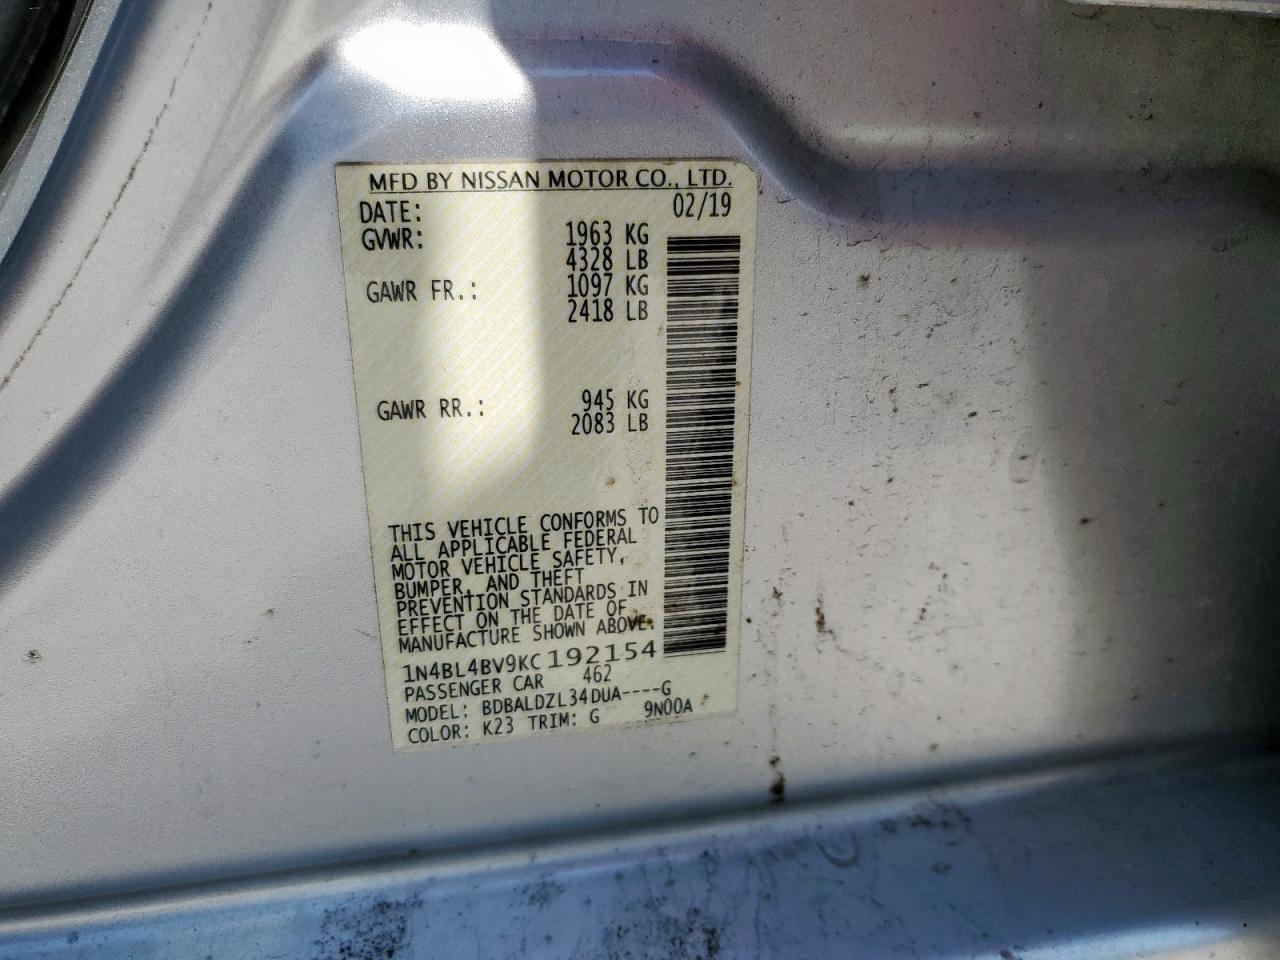 MFD BY NISSAN MOTOR CO., LTD.
DATE: 02/19
GVWR: 1963 KG
4328 LB
GAWR FR.: 1097 KG
2418 LB
GAWR RR.: 945 KG
2083 LB
THIS VEHICLE CONFORMS TO
ALL APPLICABLE FEDERAL
MOTOR VEHICLE SAFETY,
BUMPER, AND THEFT
PREVENTION STANDARDS IN
EFFECT ON THE DATE OF
MANUFACTURE SHOWN ABOVE.
1N4BL4BV9KC192154
PASSENGER CAR 462
MODEL: BDBALDZL34DUA----G
COLOR: K23 TRIM: G 9N00A